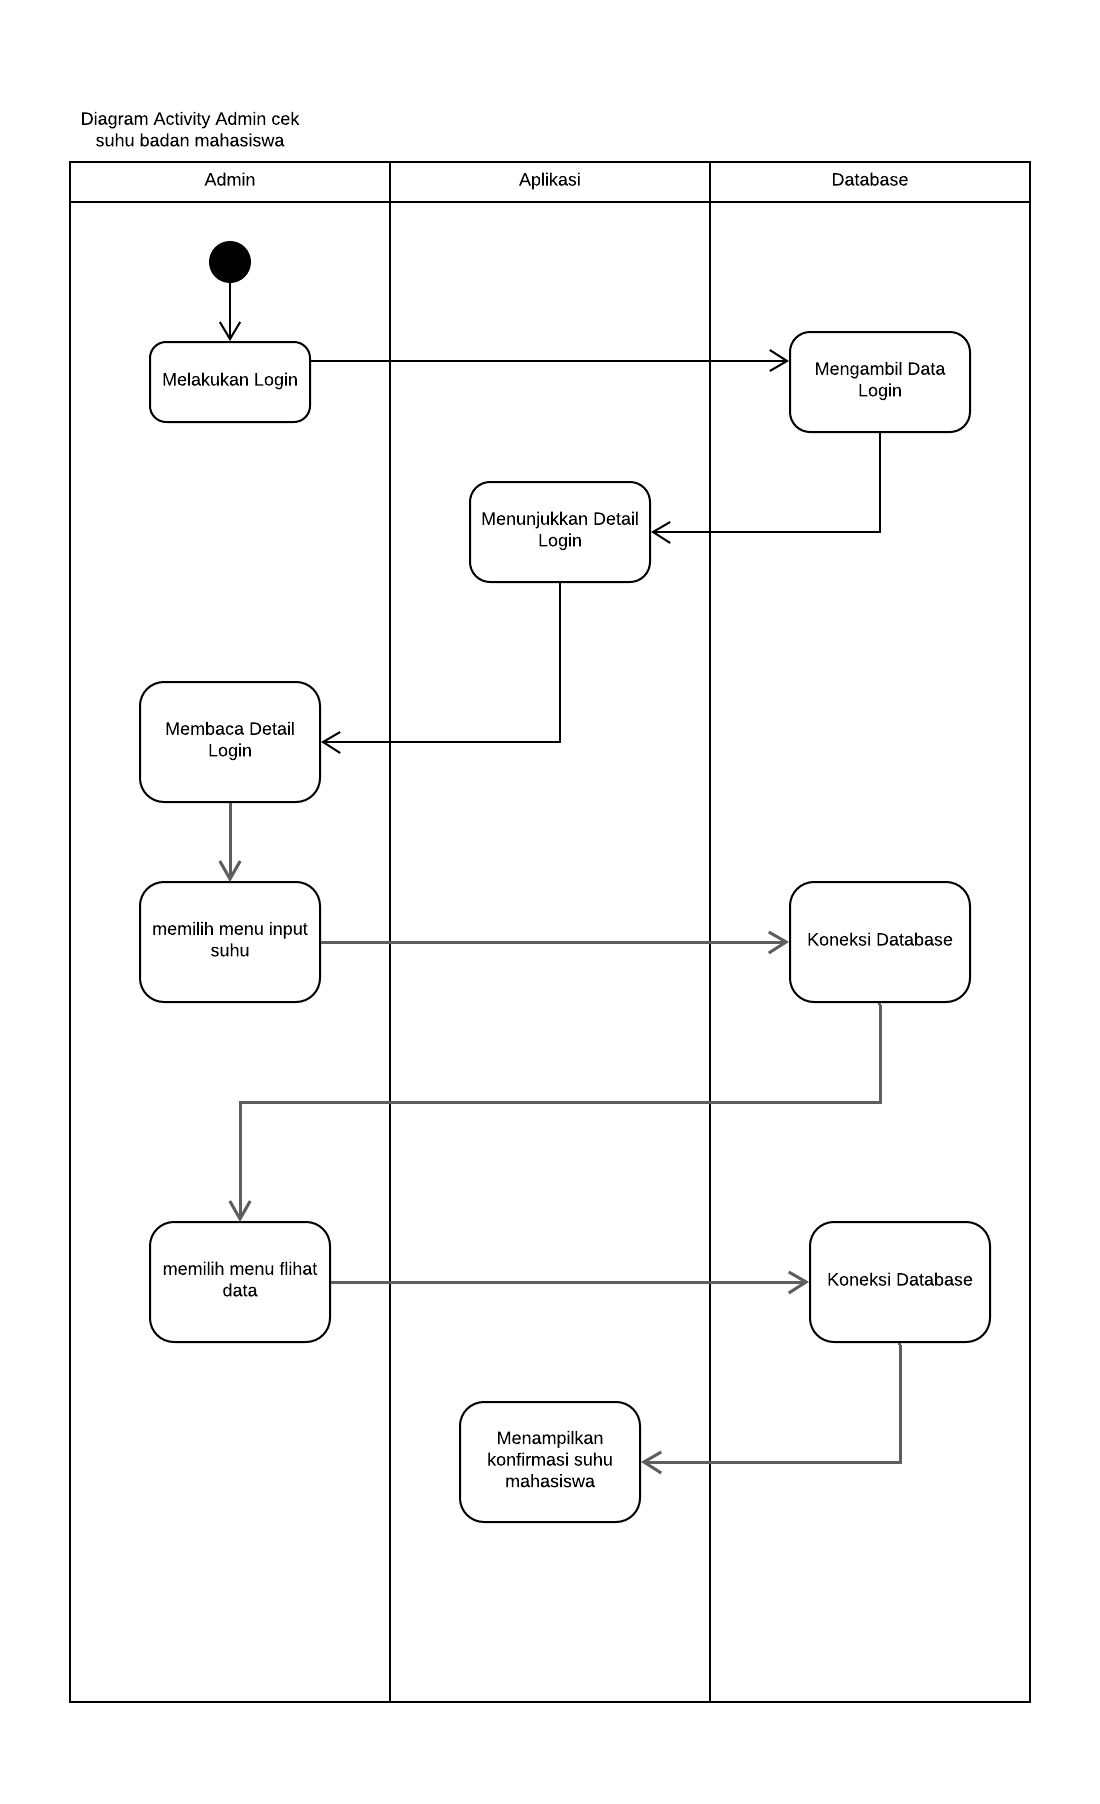 Diagram Activity Admin cek
suhu badan mahasiswa
Admin
Aplikasi
Database
Melakukan Login
Mengambil Data
Login
Menunjukkan Detail
Login
Membaca Detail
Login
memilih menu input
suhu
Koneksi Database
memilih menu flihat
data
Koneksi Database
Menampilkan
konfirmasi suhu
mahasiswa